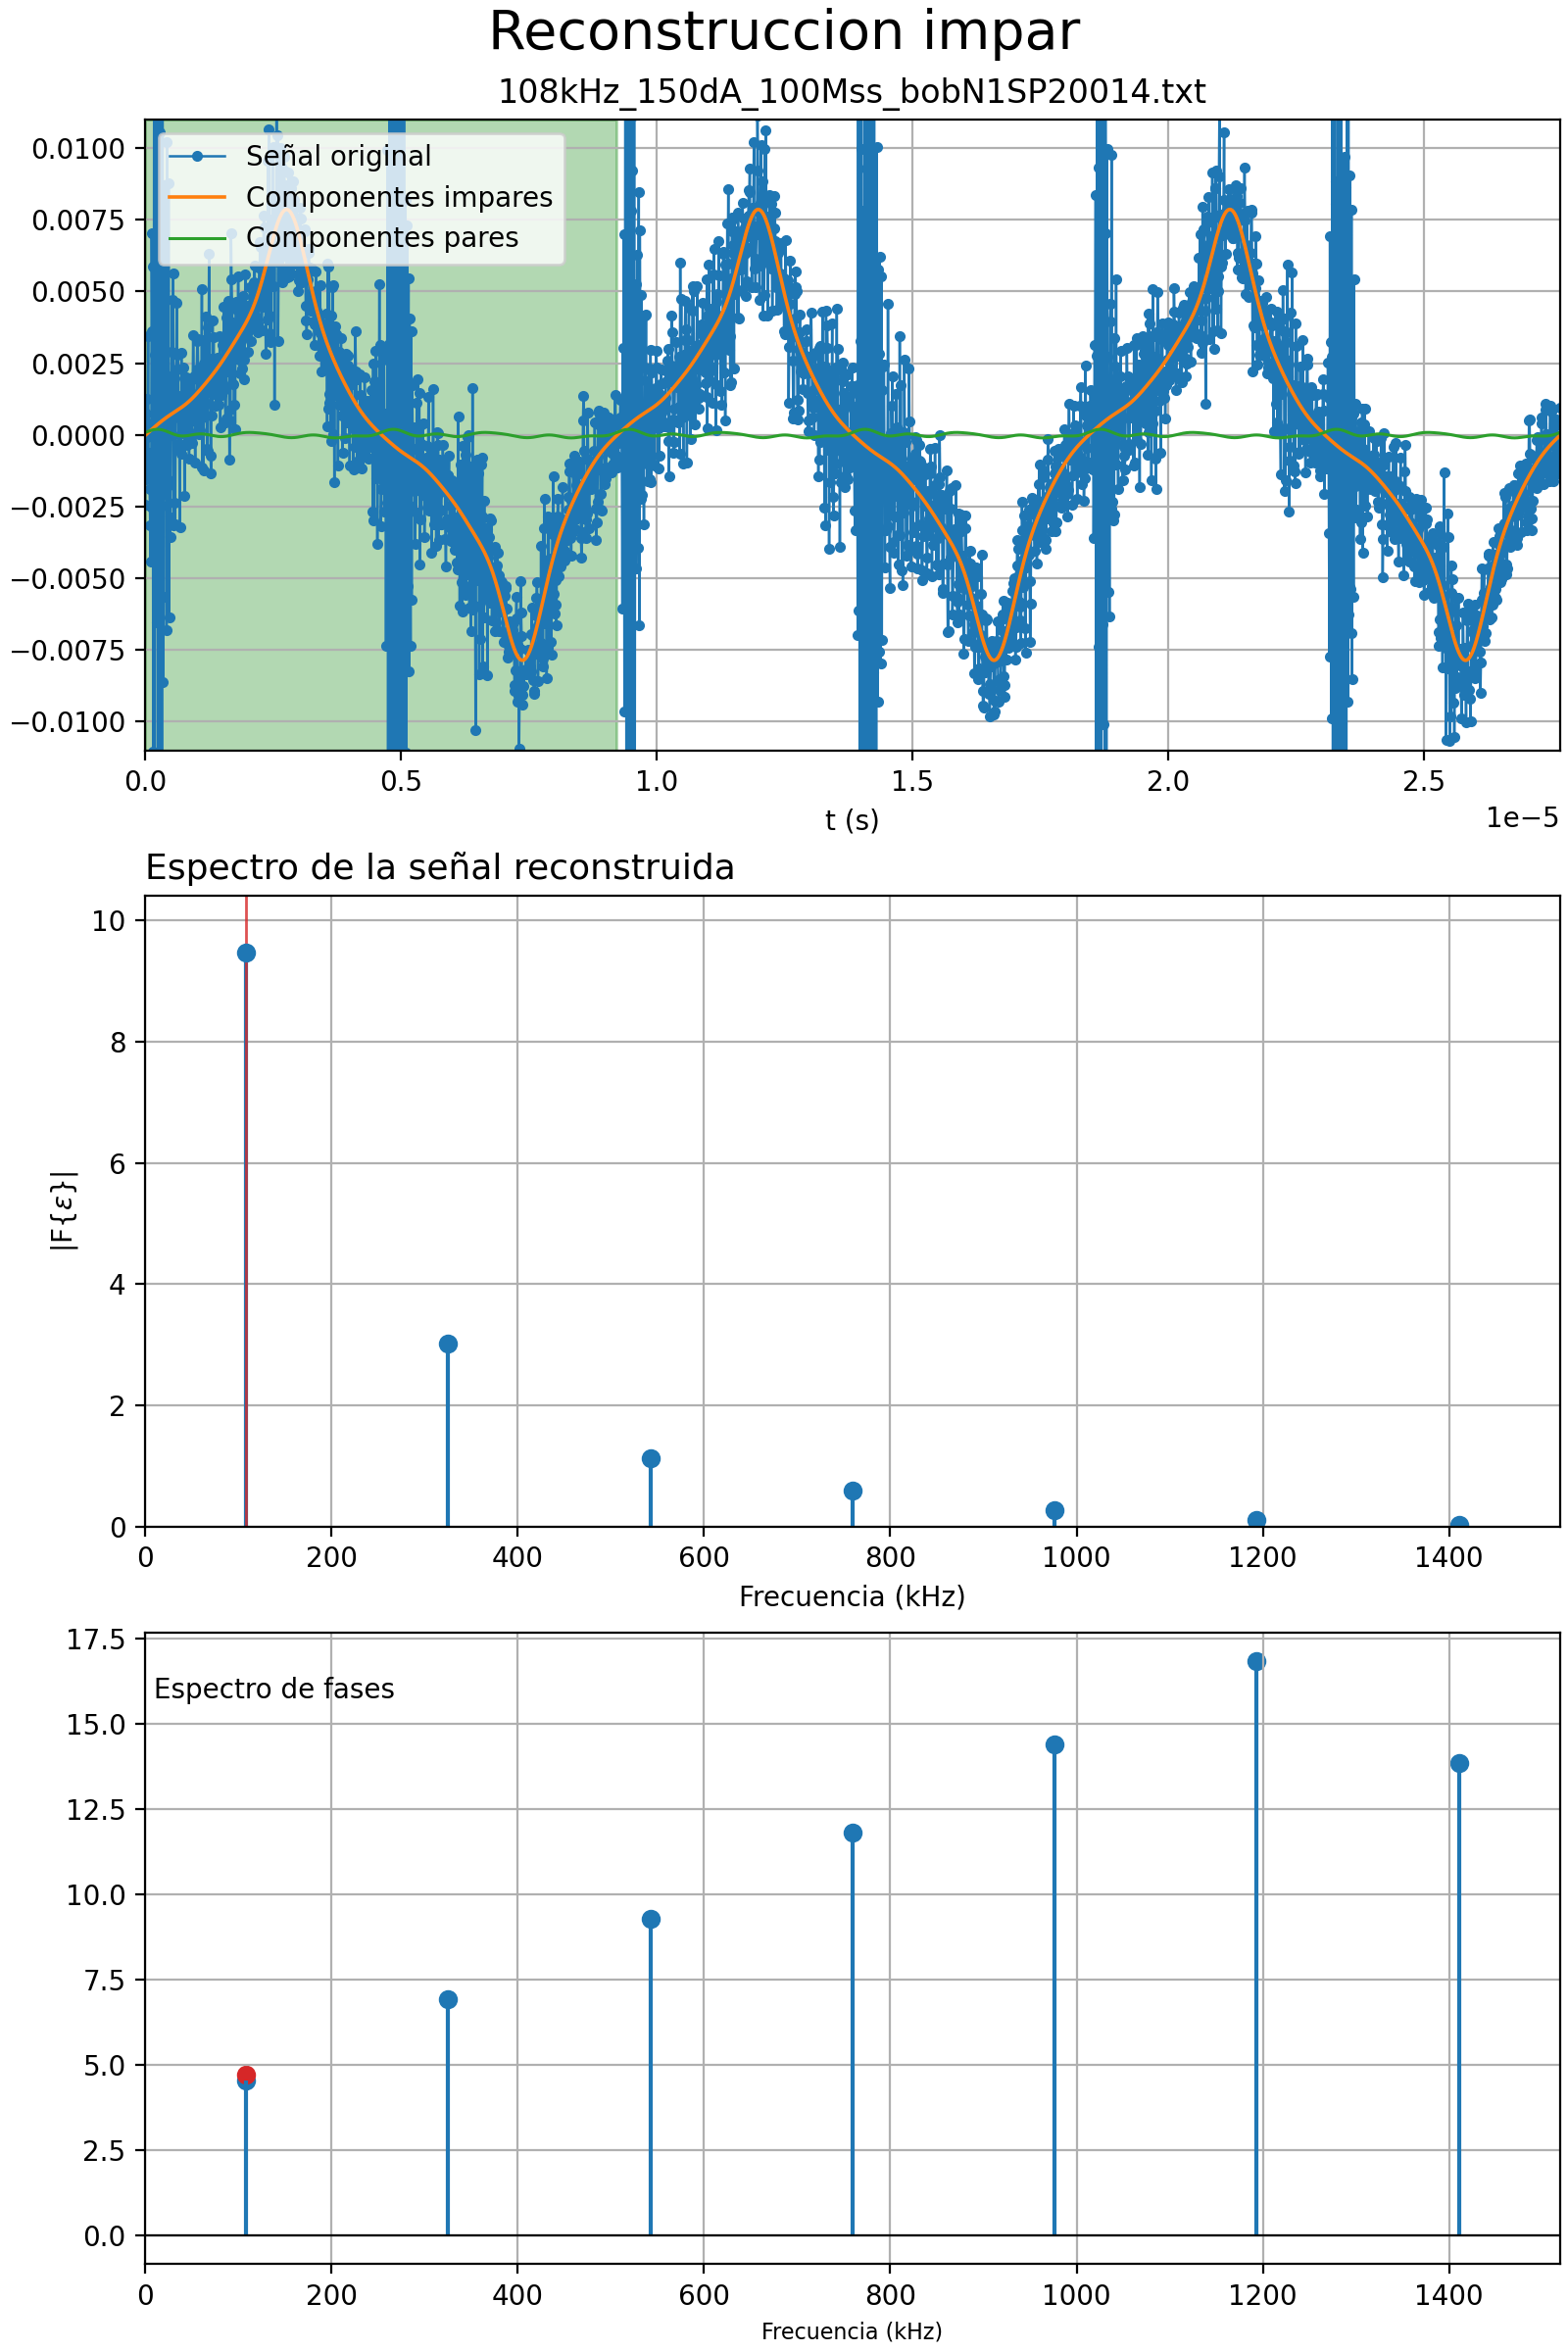 Reconstruccion impar
108kHz_150dA_100Mss_bobN1SP20014.txt
0.0100
0.0075
0.0050
0.0025
0.0000
−0.0025
−0.0050
−0.0075
−0.0100
Señal original
Componentes impares
Componentes pares
0.0 0.5 1.0 1.5 2.0 2.5
1e−5
t (s)
Espectro de la señal reconstruida
10
8
6
4
2
0
|F{ε}|
0 200 400 600 800 1000 1200 1400
Frecuencia (kHz)
17.5
15.0
12.5
10.0
7.5
5.0
2.5
0.0
Espectro de fases
0 200 400 600 800 1000 1200 1400
Frecuencia (kHz)